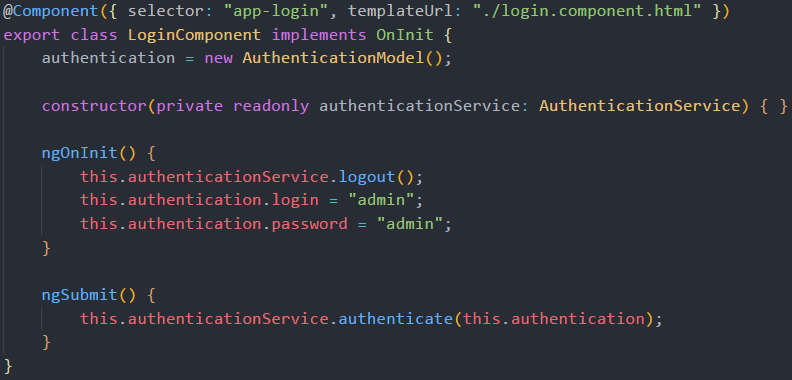 @Component({ selector: "app-login", templateUrl: "./login.component.html" })
export class LoginComponent implements OnInit {
    authentication = new AuthenticationModel();

    constructor(private readonly authenticationService: AuthenticationService) { }

    ngOnInit() {
        this.authenticationService.logout();
        this.authentication.login = "admin";
        this.authentication.password = "admin";
    }

    ngSubmit() {
        this.authenticationService.authenticate(this.authentication);
    }
}